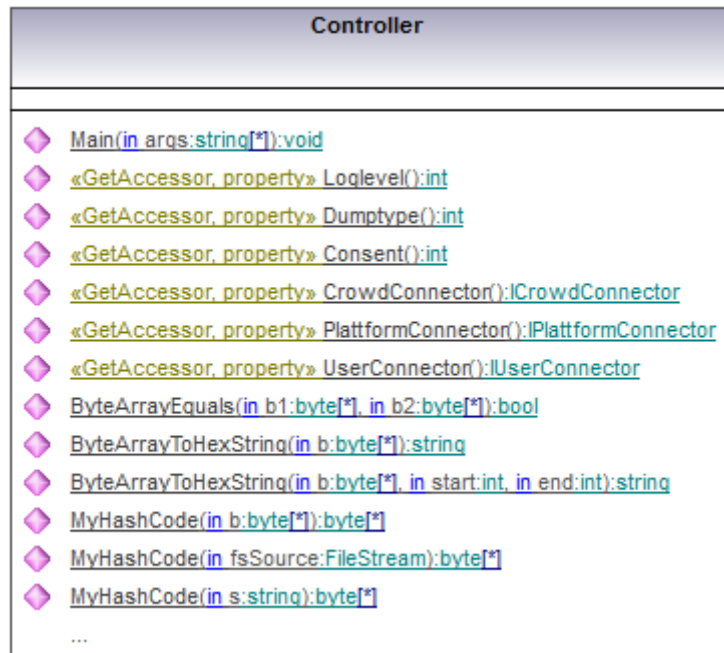 Controller
Main(in args:string[*]):void
«GetAccessor, property» Loglevel():int
«GetAccessor, property» Dumptype():int
«GetAccessor, property» Consent():int
«GetAccessor, property» CrowdConnector():ICrowdConnector
«GetAccessor, property» PlattformConnector():IPlattformConnector
«GetAccessor, property» UserConnector():IUserConnector
ByteArrayEquals(in b1:byte[*], in b2:byte[*]):bool
ByteArrayToHexString(in b:byte[*]):string
ByteArrayToHexString(in b:byte[*], in start:int, in end:int):string
MyHashCode(in b:byte[*]):byte[*]
MyHashCode(in fsSource:FileStream):byte[*]
MyHashCode(in s:string):byte[*]
...